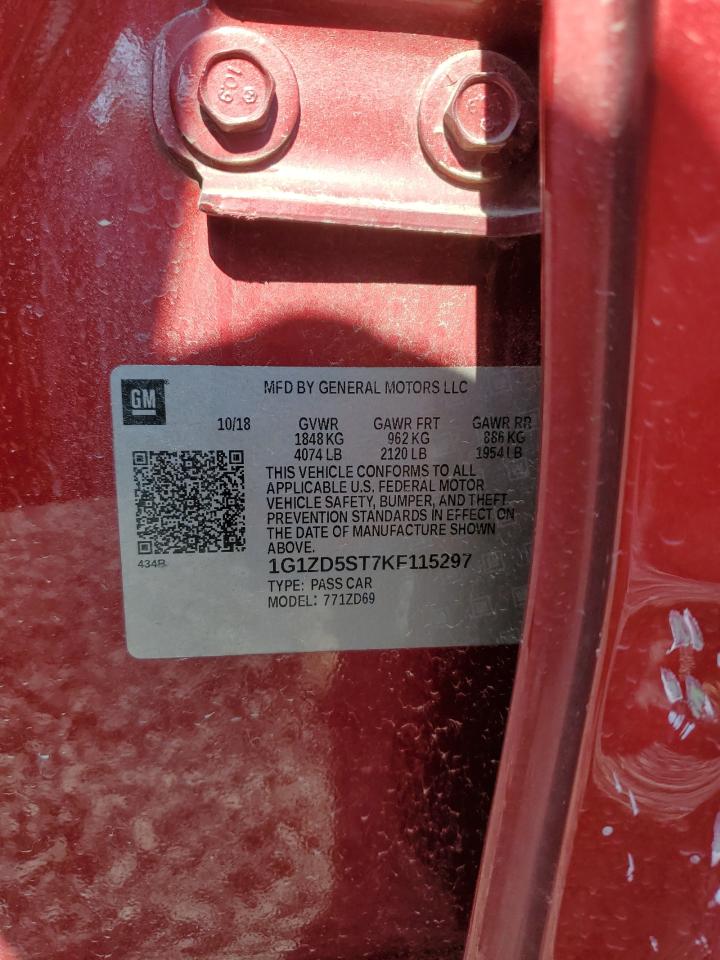 10.9
GM
MFD BY GENERAL MOTORS LLC
10/18 GVWR GAWR FRT GAWR RR
1848 KG 962 KG 886 KG
4074 LB 2120 LB 1954 LB
THIS VEHICLE CONFORMS TO ALL
APPLICABLE U.S. FEDERAL MOTOR
VEHICLE SAFETY, BUMPER, AND THEFT
PREVENTION STANDARDS IN EFFECT ON
THE DATE OF MANUFACTURE SHOWN
ABOVE.
434B
1G1ZD5ST7KF115297
TYPE: PASS CAR
MODEL: 771ZD69